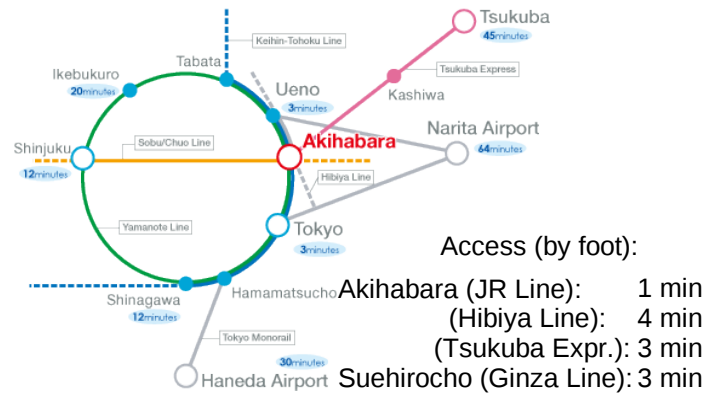 Tsukuba
45minutes
Keihin-Tohoku Line
Tabata
Tsukuba Express
Ikebukuro
20minutes
Ueno
3minutes
Kashiwa
Narita Airport
64minutes
Akihabara
Sobu/Chuo Line
Shinjuku
12minutes
Hibiya Line
Yamanote Line
Tokyo
3minutes
Access (by foot):
Shinagawa
12minutes
Hamamatsucho
Akihabara (JR Line): 1 min
(Hibiya Line): 4 min
(Tsukuba Expr.): 3 min
Suehirocho (Ginza Line): 3 min
Tokyo Monorail
30minutes
Haneda Airport